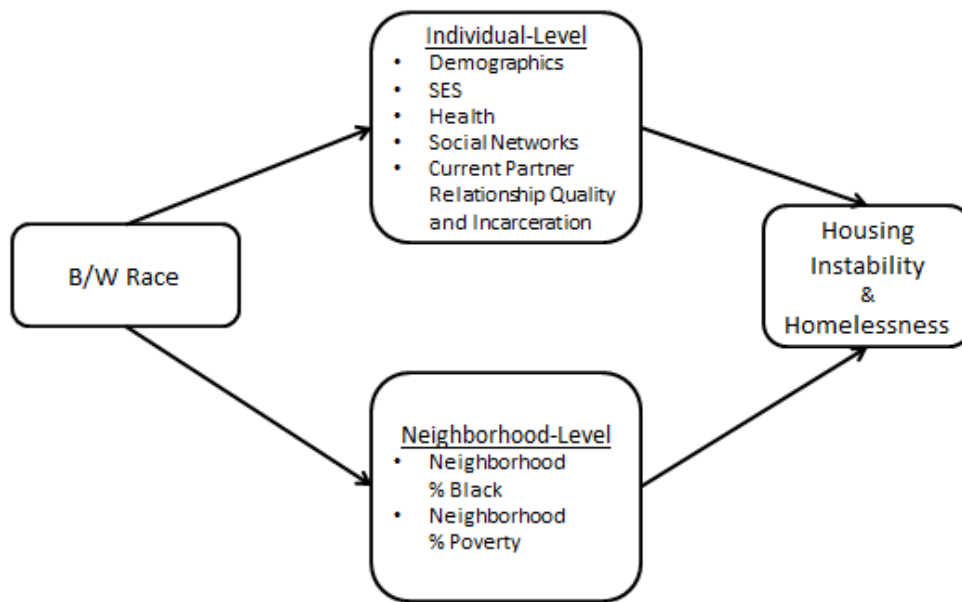 Individual-Level
• Demographics
• SES
• Health
• Social Networks
• Current Partner
Relationship Quality
and Incarceration
B/W Race
Housing
Instability
&
Homelessness
Neighborhood-Level
• Neighborhood
% Black
• Neighborhood
% Poverty